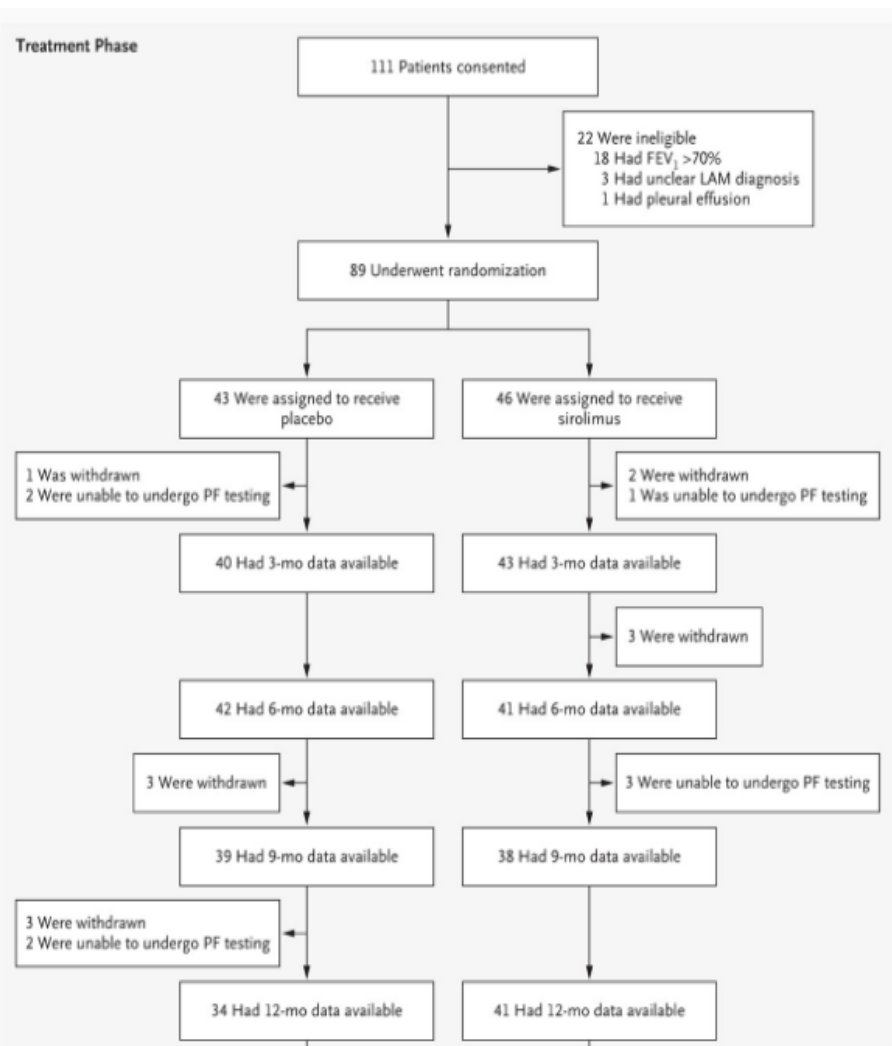 Treatment Phase
111 Patients consented
22 Were ineligible
18 Had FEV1 >70%
3 Had unclear LAM diagnosis
1 Had pleural effusion
89 Underwent randomization
43 Were assigned to receive
placebo
46 Were assigned to receive
sirolimus
1 Was withdrawn
2 Were unable to undergo PF testing
2 Were withdrawn
1 Was unable to undergo PF testing
40 Had 3-mo data available
43 Had 3-mo data available
3 Were withdrawn
42 Had 6-mo data available
41 Had 6-mo data available
3 Were withdrawn
3 Were unable to undergo PF testing
39 Had 9-mo data available
38 Had 9-mo data available
3 Were withdrawn
2 Were unable to undergo PF testing
34 Had 12-mo data available
41 Had 12-mo data available